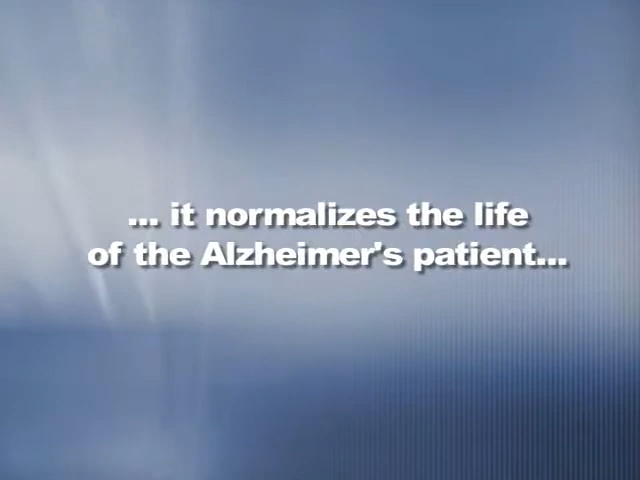 ... it normalizes the life
of the Alzheimer's patient...